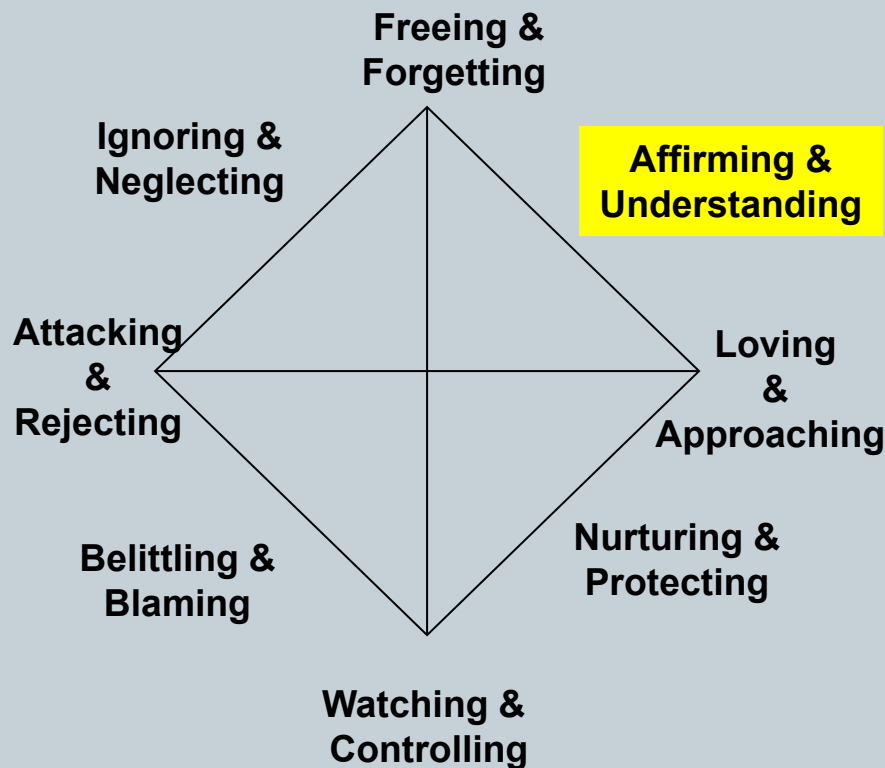 Freeing &
Forgetting
Ignoring &
Neglecting
Affirming &
Understanding
Attacking
&
Rejecting
Loving
&
Approaching
Belittling &
Blaming
Nurturing &
Protecting
Watching &
Controlling